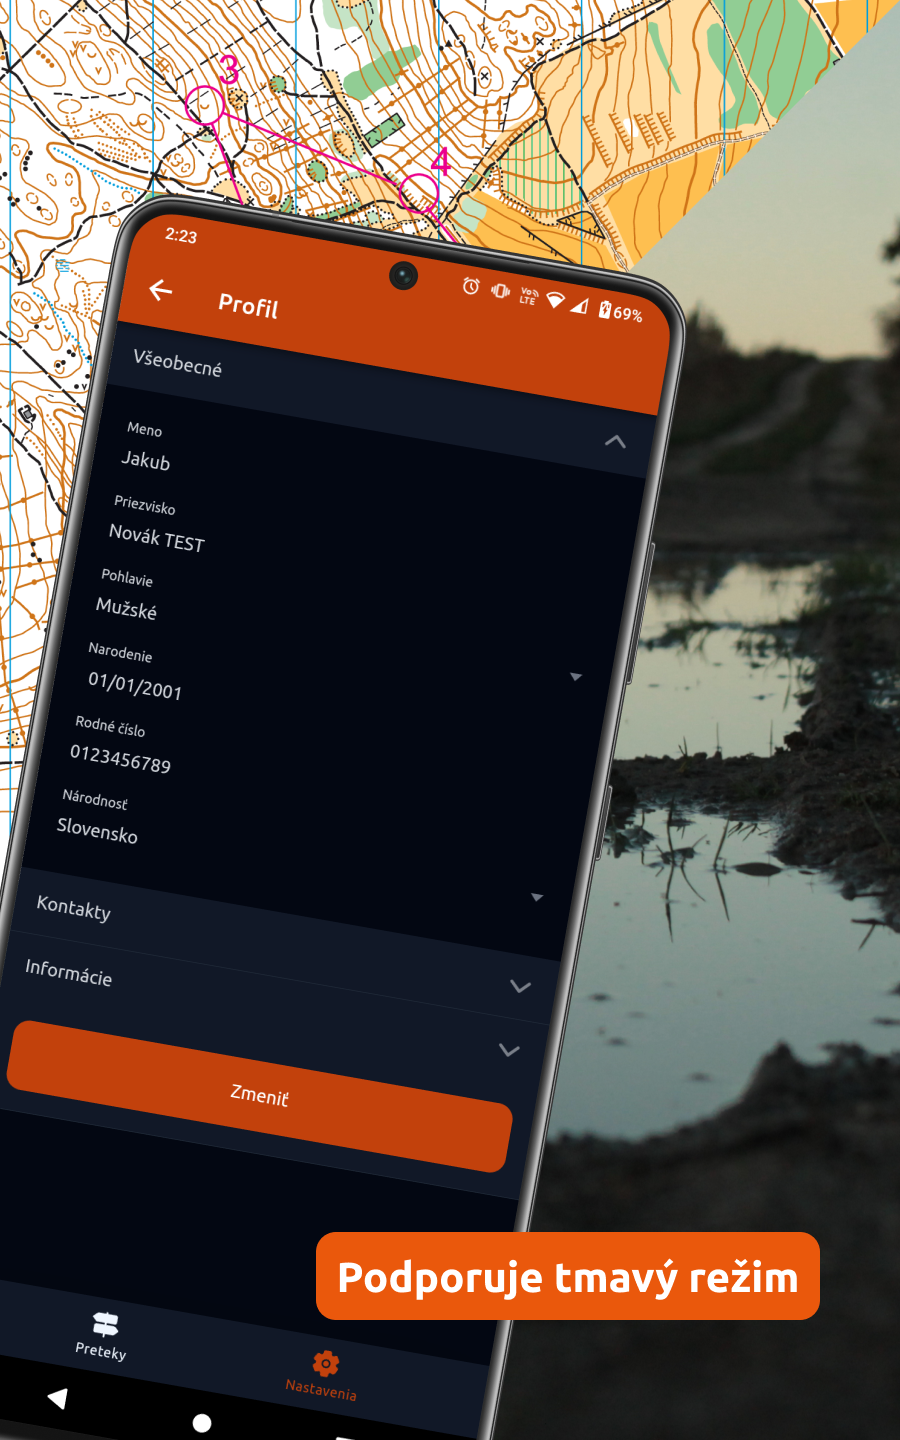 3
4
2:23
Vo
LTE
69%
Profil
Všeobecné
Meno
Jakub
Priezvisko
Novák TEST
Pohlavie
Mužské
Narodenie
01/01/2001
Rodné číslo
0123456789
Národnosť
Slovensko
Kontakty
Informácie
Zmeniť
Podporuje tmavý režim
Preteky
Nastavenia